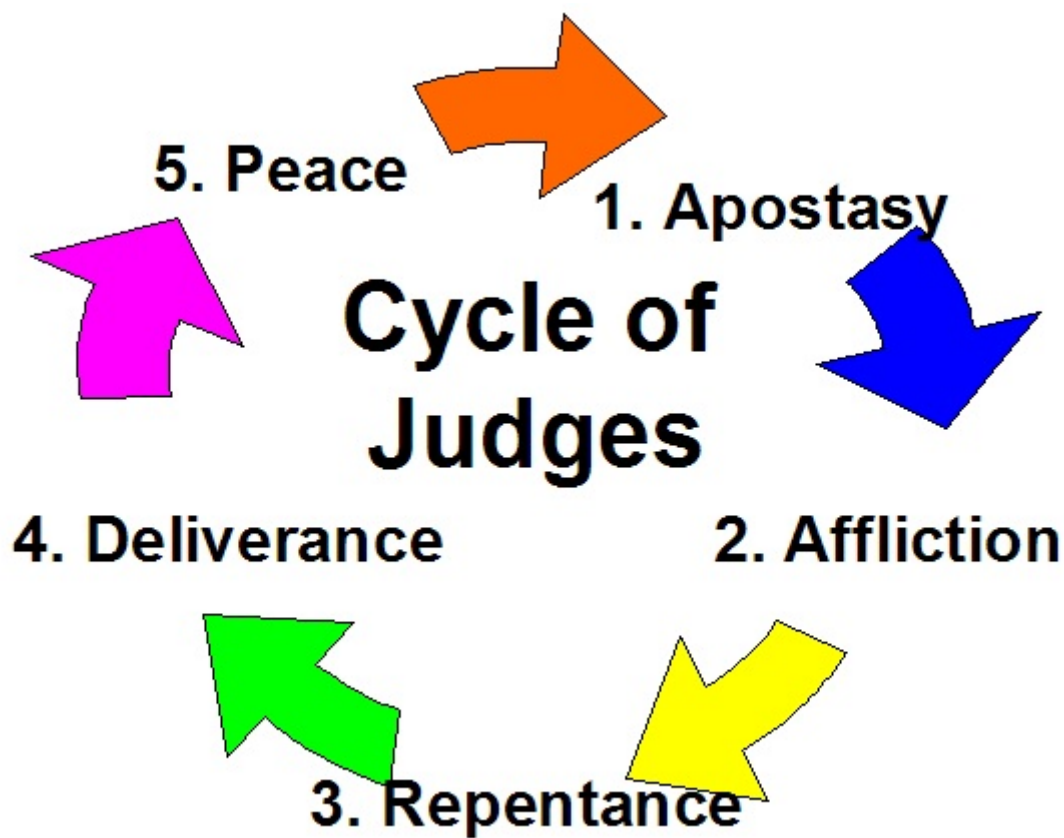 5. Peace
1. Apostasy
Cycle of
Judges
4. Deliverance
2. Affliction
3. Repentance